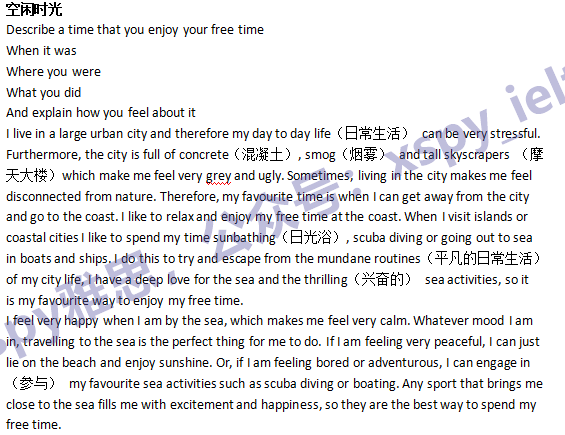 空闲时光
Describe a time that you enjoy your free time
When it was
Where you were
What you did
And explain how you feel about it
I live in a large urban city and therefore my day to day life（日常生活） can be very stressful.
Furthermore, the city is full of concrete（混凝土）, smog（烟雾） and tall skyscrapers （摩
天大楼）which make me feel very grey and ugly. Sometimes, living in the city makes me feel
disconnected from nature. Therefore, my favourite time is when I can get away from the city
and go to the coast. I like to relax and enjoy my free time at the coast. When I visit islands or
coastal cities I like to spend my time sunbathing（日光浴）, scuba diving or going out to sea
in boats and ships. I do this to try and escape from the mundane routines（平凡的日常生活）
of my city life. I have a deep love for the sea and the thrilling（兴奋的） sea activities, so it
is my favourite way to enjoy my free time.
I feel very happy when I am by the sea, which makes me feel very calm. Whatever mood I am
in, travelling to the sea is the perfect thing for me to do. If I am feeling very peaceful, I can just
lie on the beach and enjoy sunshine. Or, if I am feeling bored or adventurous, I can engage in
（参与） my favourite sea activities such as scuba diving or boating. Any sport that brings me
close to the sea fills me with excitement and happiness, so they are the best way to spend my
free time.
spy雅思，公众号：xspy_ielt